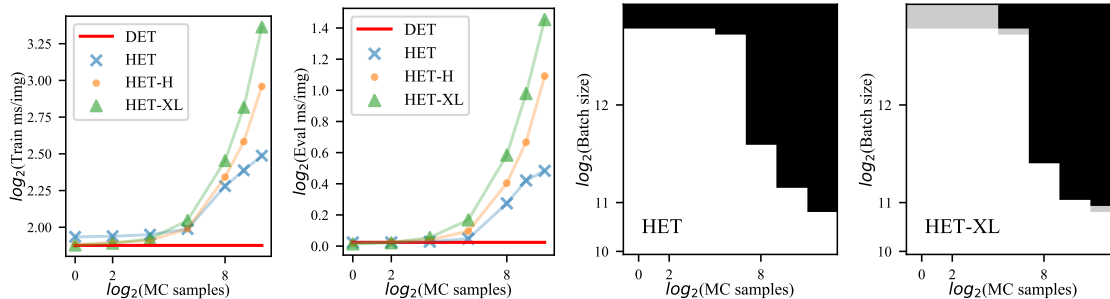 log₂(Train ms/img)
3.25
3.00
2.75
2.50
2.25
2.00
DET
HET
HET-H
HET-XL
0
2
8
log₂(MC samples)
log₂(Eval ms/img)
1.4
1.2
1.0
0.8
0.6
0.4
0.2
0.0
DET
HET
HET-H
HET-XL
0
2
8
log₂(MC samples)
log₂(Batch size)
12
11
10
HET
0
2
8
log₂(MC samples)
log₂(Batch size)
12
11
10
HET-XL
0
2
8
log₂(MC samples)